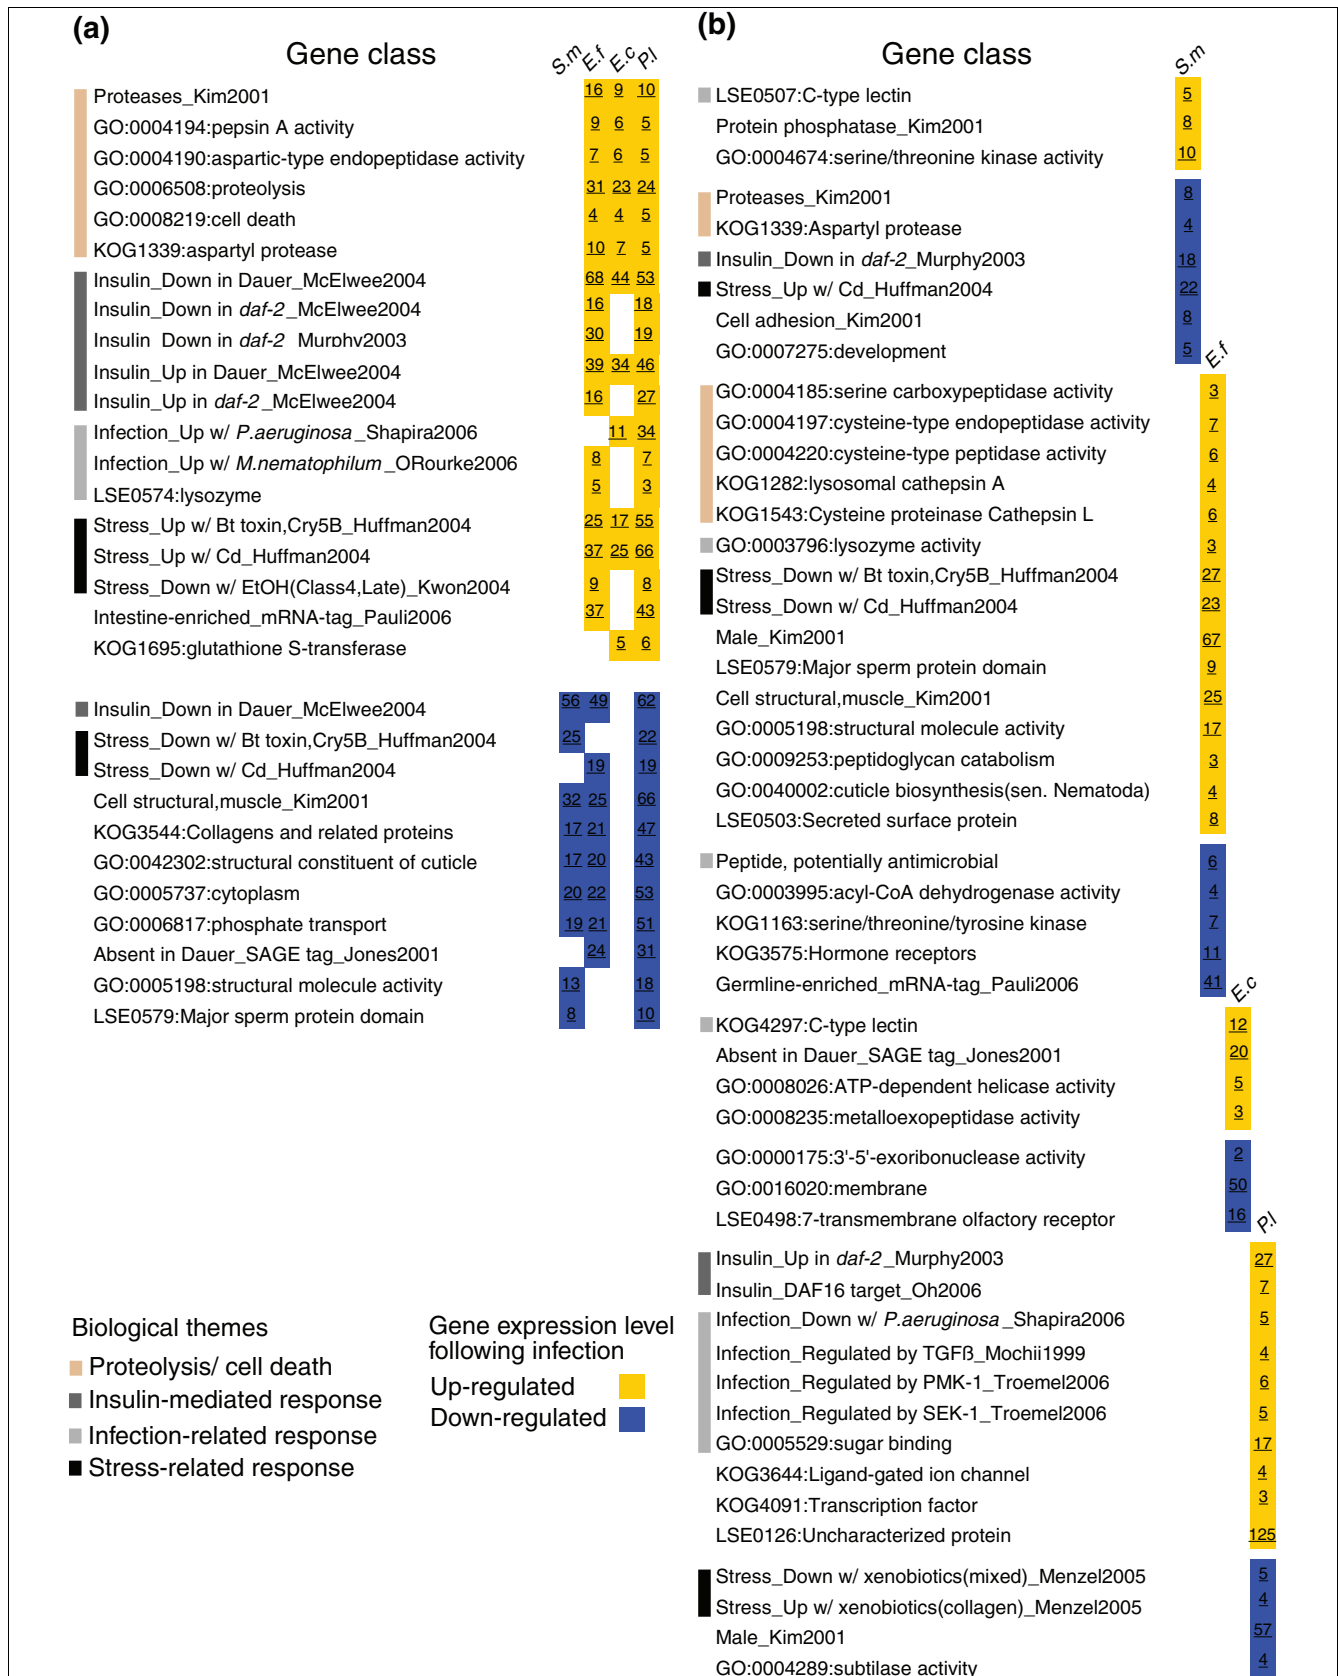 (a)
Gene class
S.m E.f E.c P.l
Proteases_Kim2001 16 9 10
GO:0004194:pepsin A activity 9 6 5
GO:0004190:aspartic-type endopeptidase activity 7 6 5
GO:0006508:proteolysis 31 23 24
GO:0008219:cell death 4 4 5
KOG1339:aspartyl protease 10 7 5
Insulin_Down in Dauer_McElwee2004 68 44 53
Insulin_Down in daf-2_McElwee2004 16 18
Insulin_Down in daf-2_Murphy2003 30 19
Insulin_Up in Dauer_McElwee2004 39 34 46
Insulin_Up in daf-2_McElwee2004 16 27
Infection_Up w/ P.aeruginosa_Shapira2006 11 34
Infection_Up w/ M.nematophilum_ORourke2006 8 7
LSE0574:lysozyme 5 3
Stress_Up w/ Bt toxin,Cry5B_Huffman2004 25 17 55
Stress_Up w/ Cd_Huffman2004 37 25 66
Stress_Down w/ EtOH(Class4,Late)_Kwon2004 9 8
Intestine-enriched_mRNA-tag_Pauli2006 37 43
KOG1695:glutathione S-transferase 5 6
Insulin_Down in Dauer_McElwee2004 56 49 62
Stress_Down w/ Bt toxin,Cry5B_Huffman2004 25 22
Stress_Down w/ Cd_Huffman2004 19 19
Cell structural,muscle_Kim2001 32 25 66
KOG3544:Collagens and related proteins 17 21 47
GO:0042302:structural constituent of cuticle 17 20 43
GO:0005737:cytoplasm 20 22 53
GO:0006817:phosphate transport 19 21 51
Absent in Dauer_SAGE tag_Jones2001 24 31
GO:0005198:structural molecule activity 13 18
LSE0579:Major sperm protein domain 8 10
Biological themes
Proteolysis/ cell death
Insulin-mediated response
Infection-related response
Stress-related response
Gene expression level
following infection
Up-regulated
Down-regulated
(b)
Gene class
S.m
LSE0507:C-type lectin 5
Protein phosphatase_Kim2001 8
GO:0004674:serine/threonine kinase activity 10
Proteases_Kim2001 8
KOG1339:Aspartyl protease 4
Insulin_Down in daf-2_Murphy2003 18
Stress_Up w/ Cd_Huffman2004 22
Cell adhesion_Kim2001 8
GO:0007275:development 5
E.f
GO:0004185:serine carboxypeptidase activity 3
GO:0004197:cysteine-type endopeptidase activity 7
GO:0004220:cysteine-type peptidase activity 6
KOG1282:lysosomal cathepsin A 4
KOG1543:Cysteine proteinase Cathepsin L 6
GO:0003796:lysozyme activity 3
Stress_Down w/ Bt toxin,Cry5B_Huffman2004 27
Stress_Down w/ Cd_Huffman2004 23
Male_Kim2001 67
LSE0579:Major sperm protein domain 9
Cell structural,muscle_Kim2001 25
GO:0005198:structural molecule activity 17
GO:0009253:peptidoglycan catabolism 3
GO:0040002:cuticle biosynthesis(sen. Nematoda) 4
LSE0503:Secreted surface protein 8
Peptide, potentially antimicrobial 6
GO:0003995:acyl-CoA dehydrogenase activity 4
KOG1163:serine/threonine/tyrosine kinase 7
KOG3575:Hormone receptors 11
Germline-enriched_mRNA-tag_Pauli2006 41
E.c
KOG4297:C-type lectin 12
Absent in Dauer_SAGE tag_Jones2001 20
GO:0008026:ATP-dependent helicase activity 5
GO:0008235:metalloexopeptidase activity 3
GO:0000175:3'-5'-exoribonuclease activity 2
GO:0016020:membrane 50
LSE0498:7-transmembrane olfactory receptor 16
P.l
Insulin_Up in daf-2_Murphy2003 27
Insulin_DAF16 target_Oh2006 7
Infection_Down w/ P.aeruginosa_Shapira2006 5
Infection_Regulated by TGFß_Mochii1999 4
Infection_Regulated by PMK-1_Troemel2006 6
Infection_Regulated by SEK-1_Troemel2006 5
GO:0005529:sugar binding 17
KOG3644:Ligand-gated ion channel 4
KOG4091:Transcription factor 3
LSE0126:Uncharacterized protein 125
Stress_Down w/ xenobiotics(mixed)_Menzel2005 5
Stress_Up w/ xenobiotics(collagen)_Menzel2005 4
Male_Kim2001 57
GO:0004289:subtilase activity 4